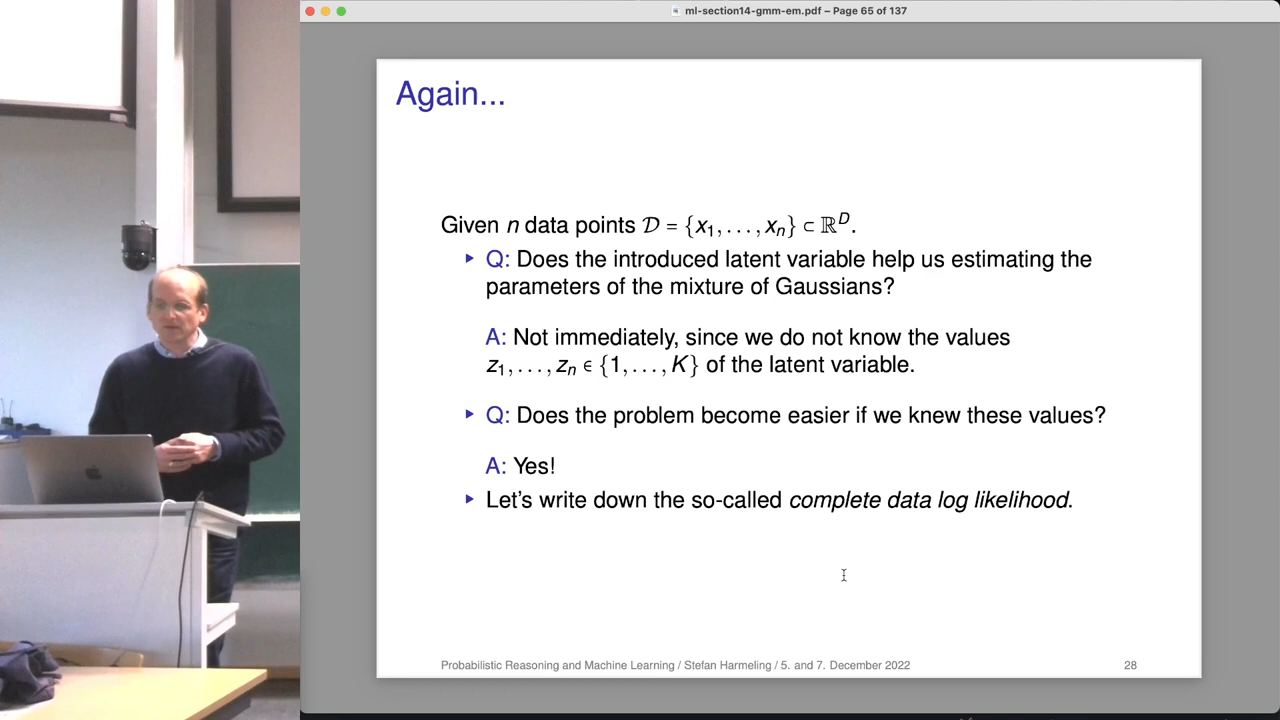 ml-section14-gmm-em.pdf – Page 65 of 137
Again...
Given n data points 𝒟 = {x₁, . . . , xₙ} ⊂ ℝᴰ.
▸ Q: Does the introduced latent variable help us estimating the
parameters of the mixture of Gaussians?
A: Not immediately, since we do not know the values
z₁, . . . , zₙ ∈ {1, . . . , K} of the latent variable.
▸ Q: Does the problem become easier if we knew these values?
A: Yes!
▸ Let's write down the so-called complete data log likelihood.
Probabilistic Reasoning and Machine Learning / Stefan Harmeling / 5. and 7. December 2022
28